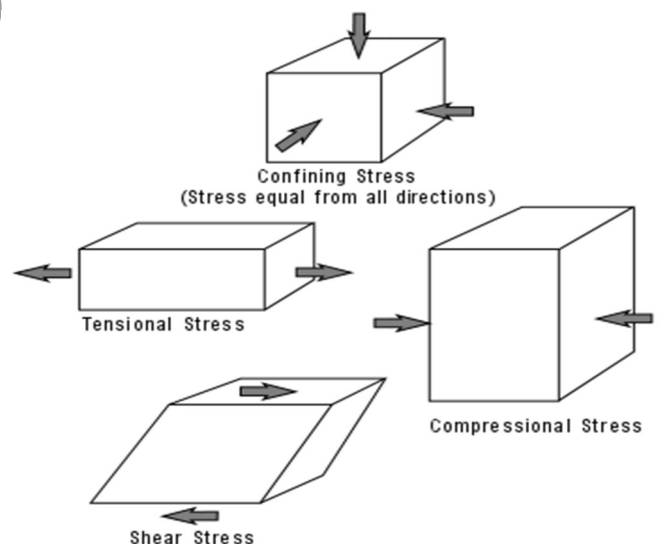 Confining Stress
(Stress equal from all directions)
Tensional Stress
Compressional Stress
Shear Stress